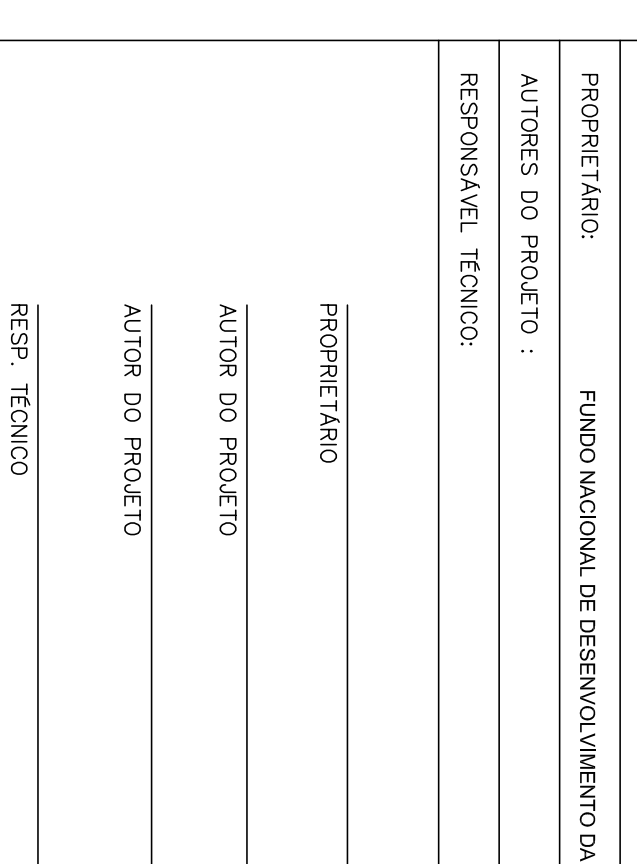 PROPRIETÁRIO: FUNDO NACIONAL DE DESENVOLVIMENTO DA
AUTORES DO PROJETO :
RESPONSÁVEL TÉCNICO:
PROPRIETÁRIO
AUTOR DO PROJETO
AUTOR DO PROJETO
RESP. TÉCNICO